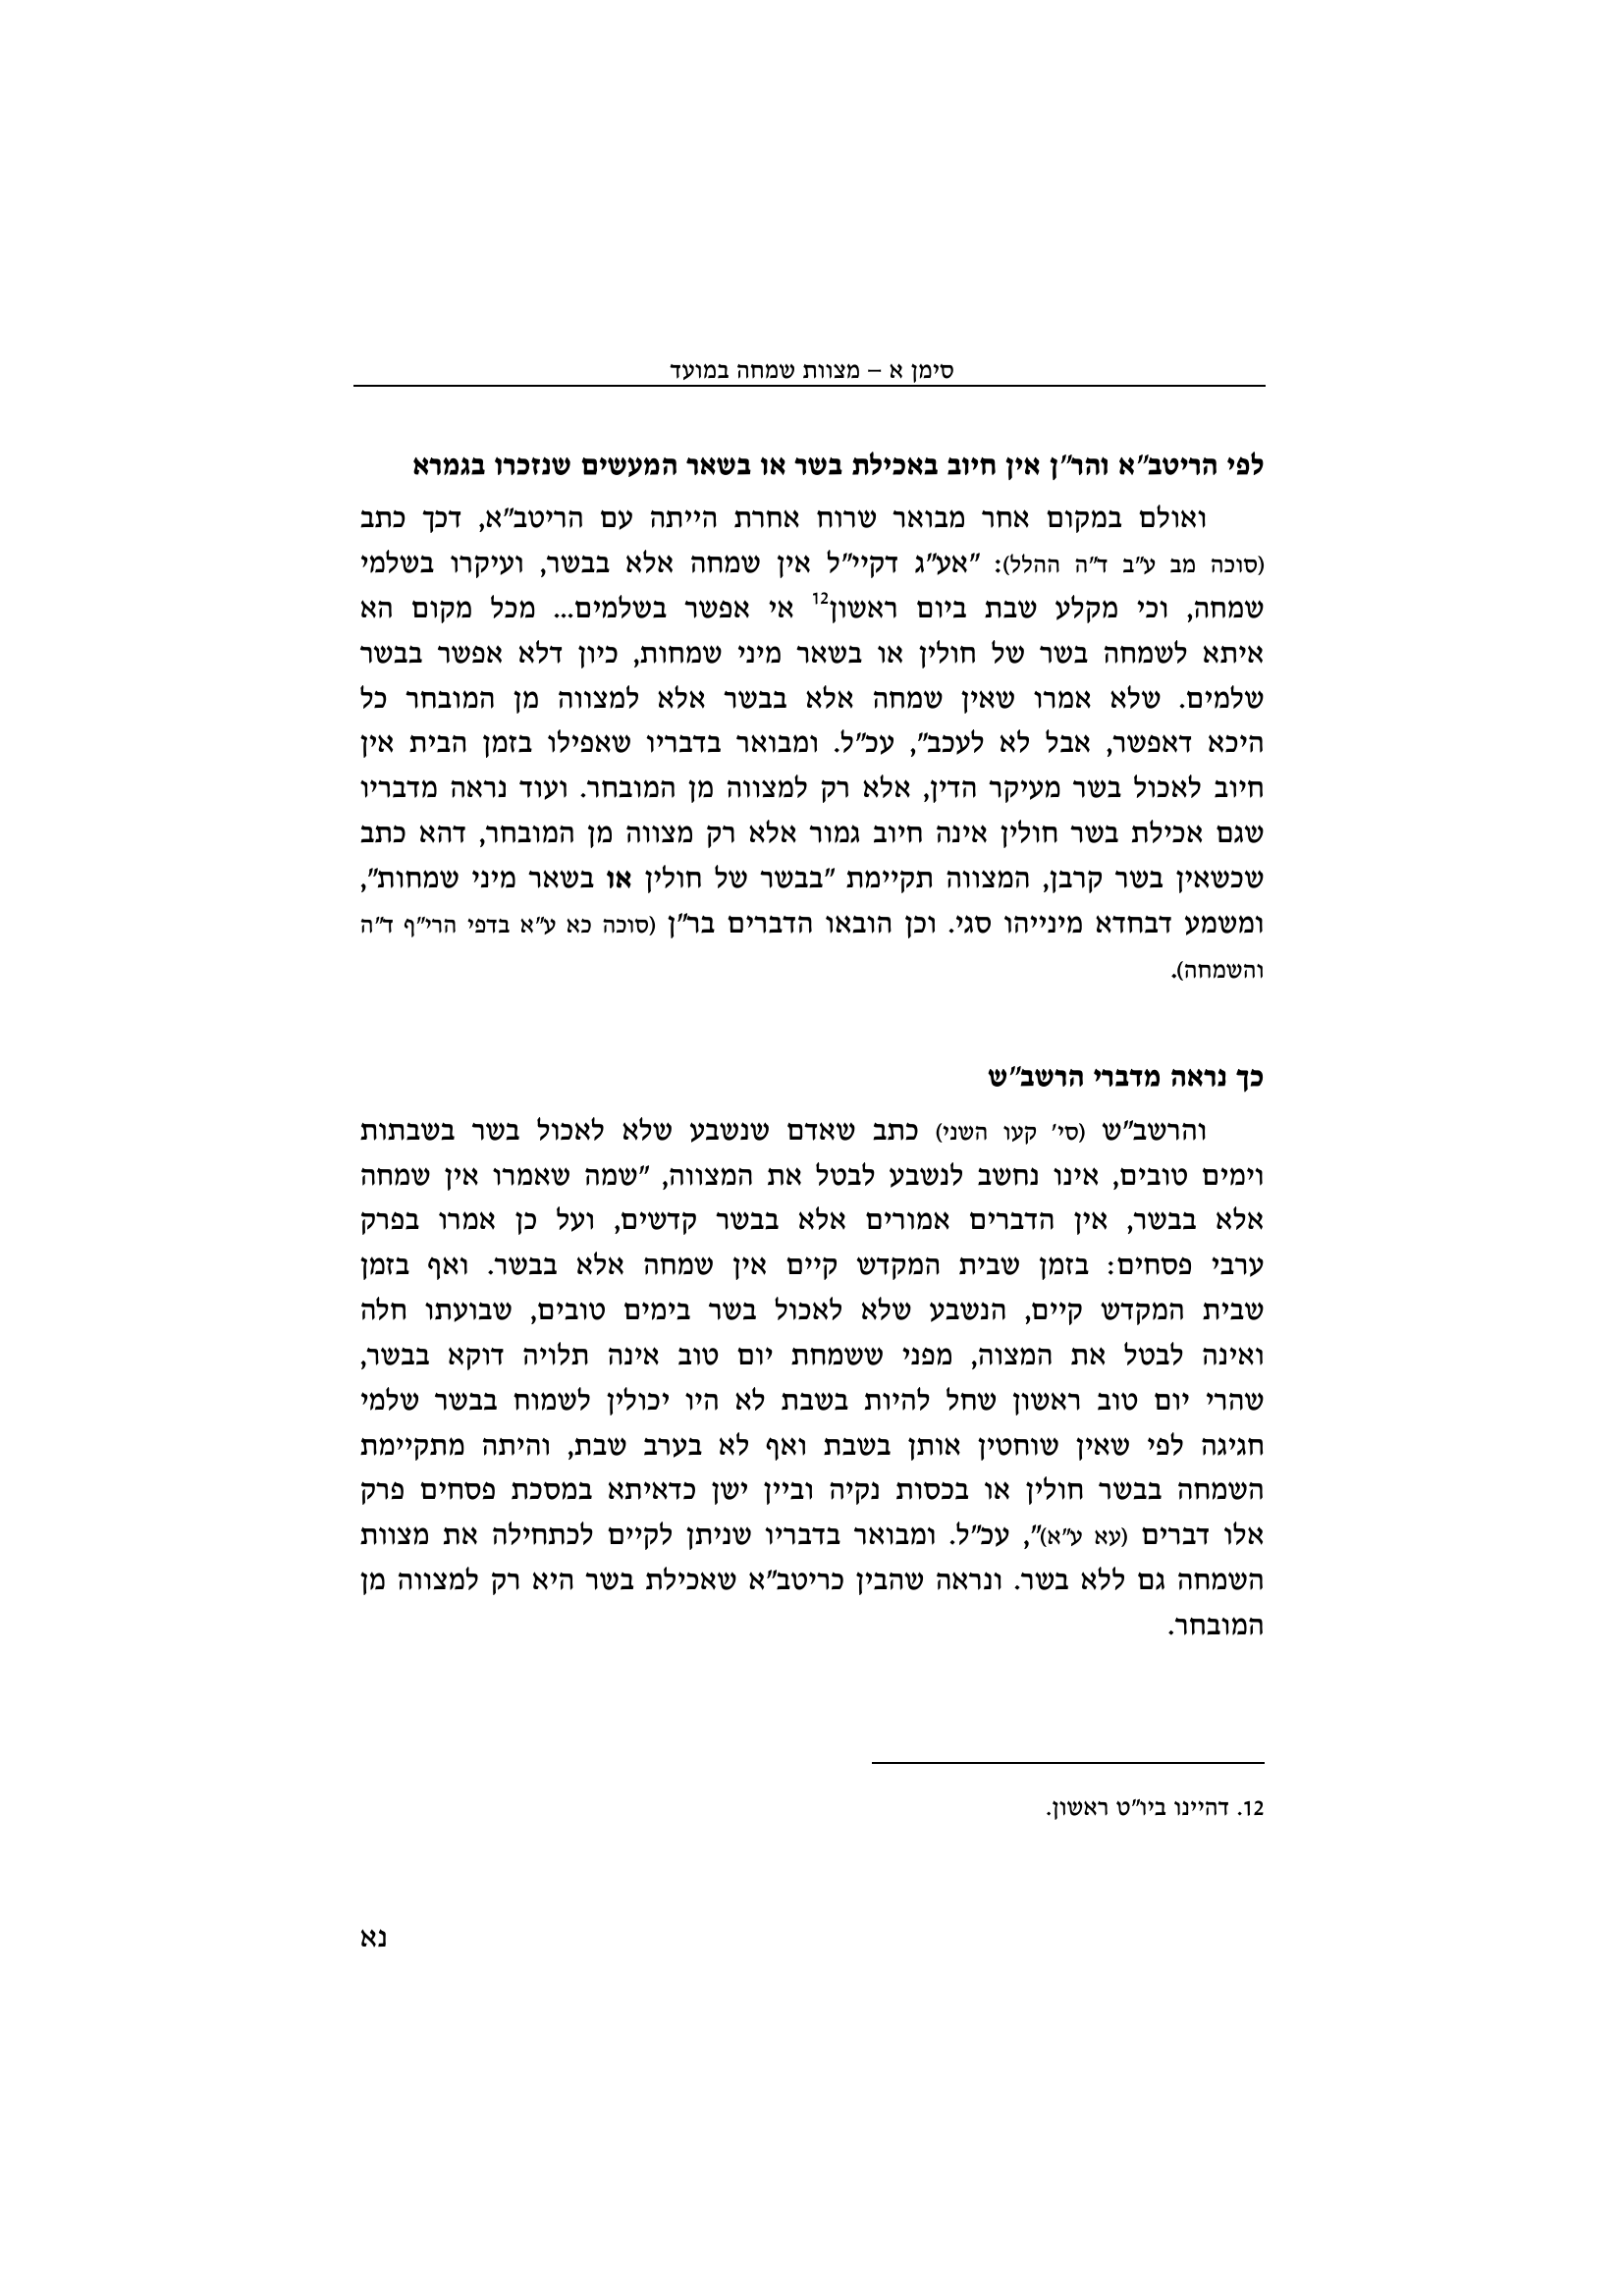 סימן א – מצוות שמחה במועד
לפי הריטב"א והר"ן אין חיוב באכילת בשר או בשאר המעשים שנזכרו בגמרא
ואולם במקום אחר מבואר שרוח אחרת הייתה עם הריטב"א, דכך כתב
(סוכה מב ע"ב ד"ה ההלל): "אע"ג דקיי"ל אין שמחה אלא בבשר, ועיקרו בשלמי
שמחה, וכי מקלע שבת ביום ראשון12 אי אפשר בשלמים... מכל מקום הא
איתא לשמחה בשר של חולין או בשאר מיני שמחות, כיון דלא אפשר בבשר
שלמים. שלא אמרו שאין שמחה אלא בבשר אלא למצווה מן המובחר כל
היכא דאפשר, אבל לא לעכב", עכ"ל. ומבואר בדבריו שאפילו בזמן הבית אין
חיוב לאכול בשר מעיקר הדין, אלא רק למצווה מן המובחר. ועוד נראה מדבריו
שגם אכילת בשר חולין אינה חיוב גמור אלא רק מצווה מן המובחר, דהא כתב
שכשאין בשר קרבן, המצווה תקיימת "בבשר של חולין או בשאר מיני שמחות",
ומשמע דבחדא מינייהו סגי. וכן הובאו הדברים בר"ן (סוכה כא ע"א בדפי הרי"ף ד"ה
והשמחה).
כך נראה מדברי הרשב"ש
והרשב"ש (סי' קעו השני) כתב שאדם שנשבע שלא לאכול בשר בשבתות
וימים טובים, אינו נחשב לנשבע לבטל את המצווה, "שמה שאמרו אין שמחה
אלא בבשר, אין הדברים אמורים אלא בבשר קדשים, ועל כן אמרו בפרק
ערבי פסחים: בזמן שבית המקדש קיים אין שמחה אלא בבשר. ואף בזמן
שבית המקדש קיים, הנשבע שלא לאכול בשר בימים טובים, שבועתו חלה
ואינה לבטל את המצוה, מפני ששמחת יום טוב אינה תלויה דוקא בבשר,
שהרי יום טוב ראשון שחל להיות בשבת לא היו יכולין לשמוח בבשר שלמי
חגיגה לפי שאין שוחטין אותן בשבת ואף לא בערב שבת, והיתה מתקיימת
השמחה בבשר חולין או בכסות נקיה וביין ישן כדאיתא במסכת פסחים פרק
אלו דברים (עא ע"א)", עכ"ל. ומבואר בדבריו שניתן לקיים לכתחילה את מצוות
השמחה גם ללא בשר. ונראה שהבין כריטב"א שאכילת בשר היא רק למצווה מן
המובחר.
12. דהיינו ביו"ט ראשון.
נא